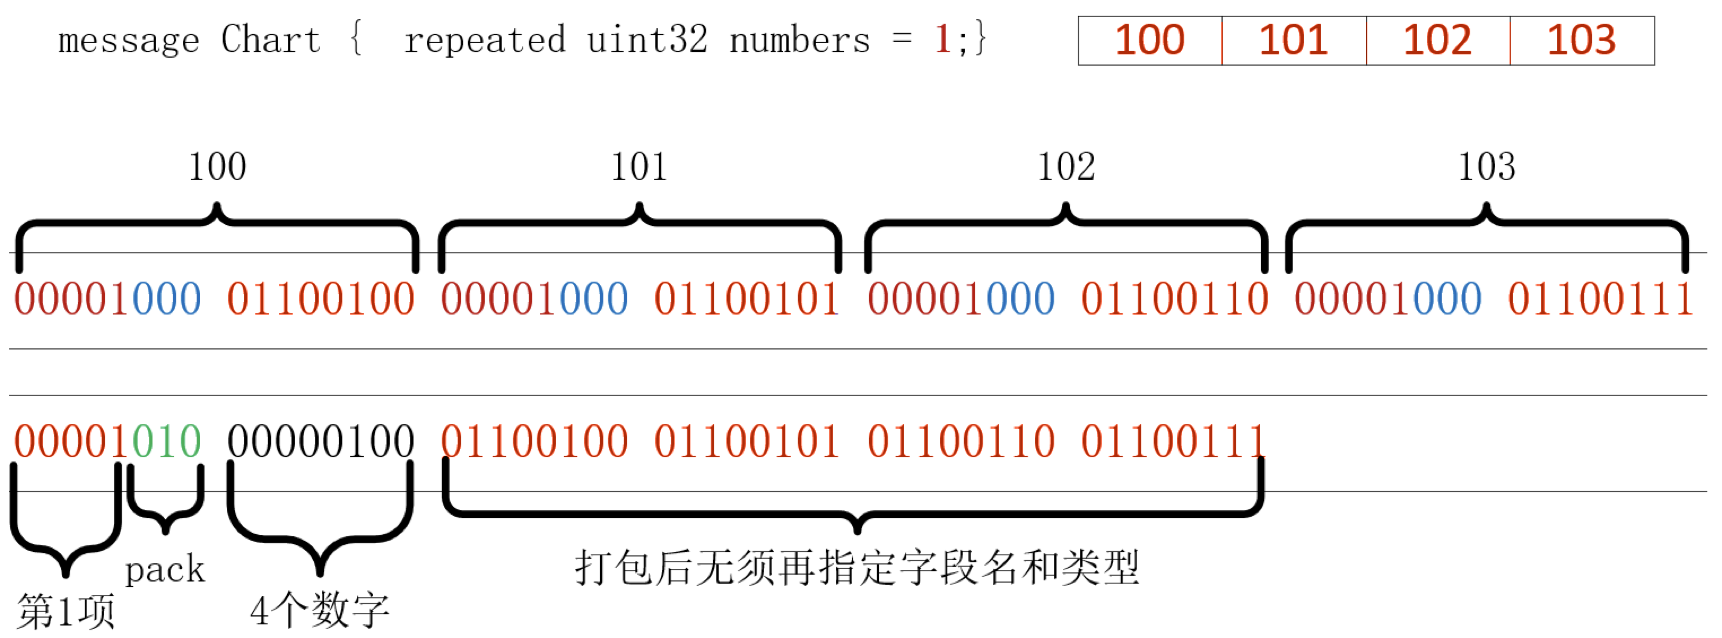 message Chart {  repeated uint32 numbers = 1;}
100 101 102 103
100 101 102 103
00001000 01100100 00001000 01100101 00001000 01100110 00001000 01100111
00001010 00000100 01100100 01100101 01100110 01100111
pack 打包后无须再指定字段名和类型
第1项 4个数字